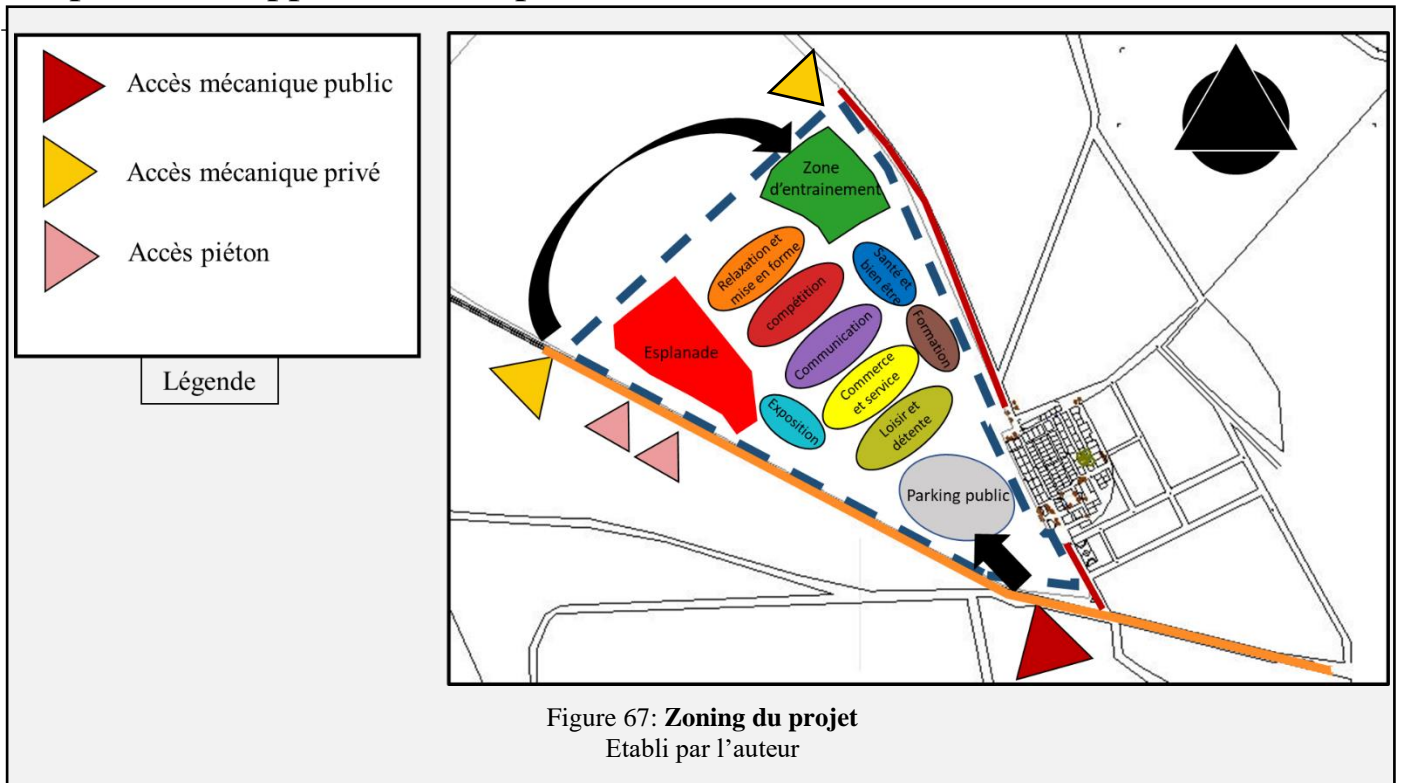 Accès mécanique public
Accès mécanique privé
Accès piéton
Légende
Zone
d'entrainement
Relaxation et
mise en forme
Santé et
bien être
compétition
Esplanade
Communication
Formation
Commerce
et service
Exposition
Loisir et
détente
Parking public
Figure 67: Zoning du projet
Etabli par l'auteur